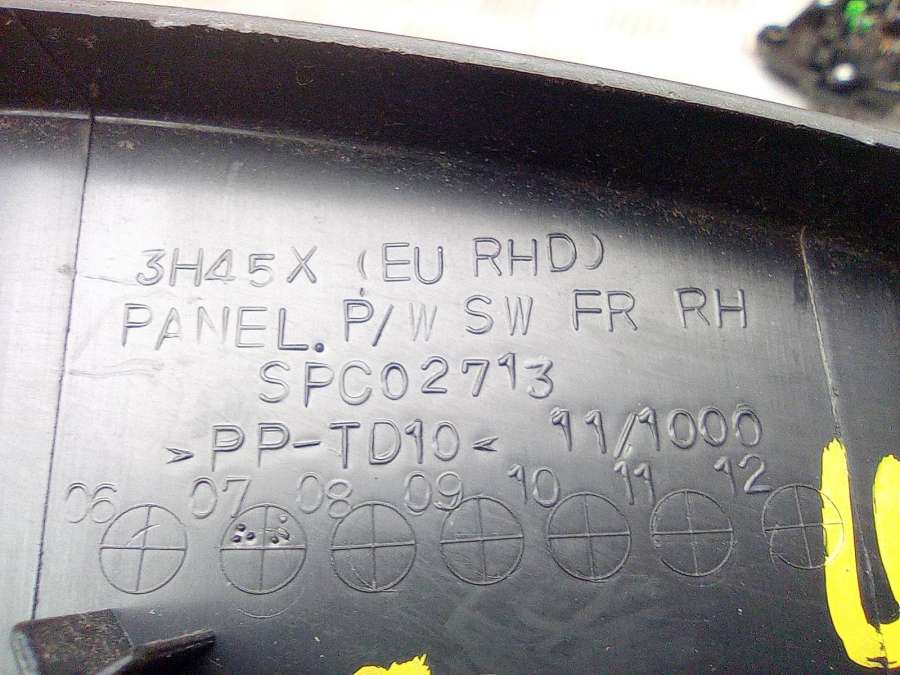 3H45X (EU RHD)
PANEL. P/W SW FR RH
SPC02713
>PP-TD10< 11/1000
06 07 08 09 10 11 12